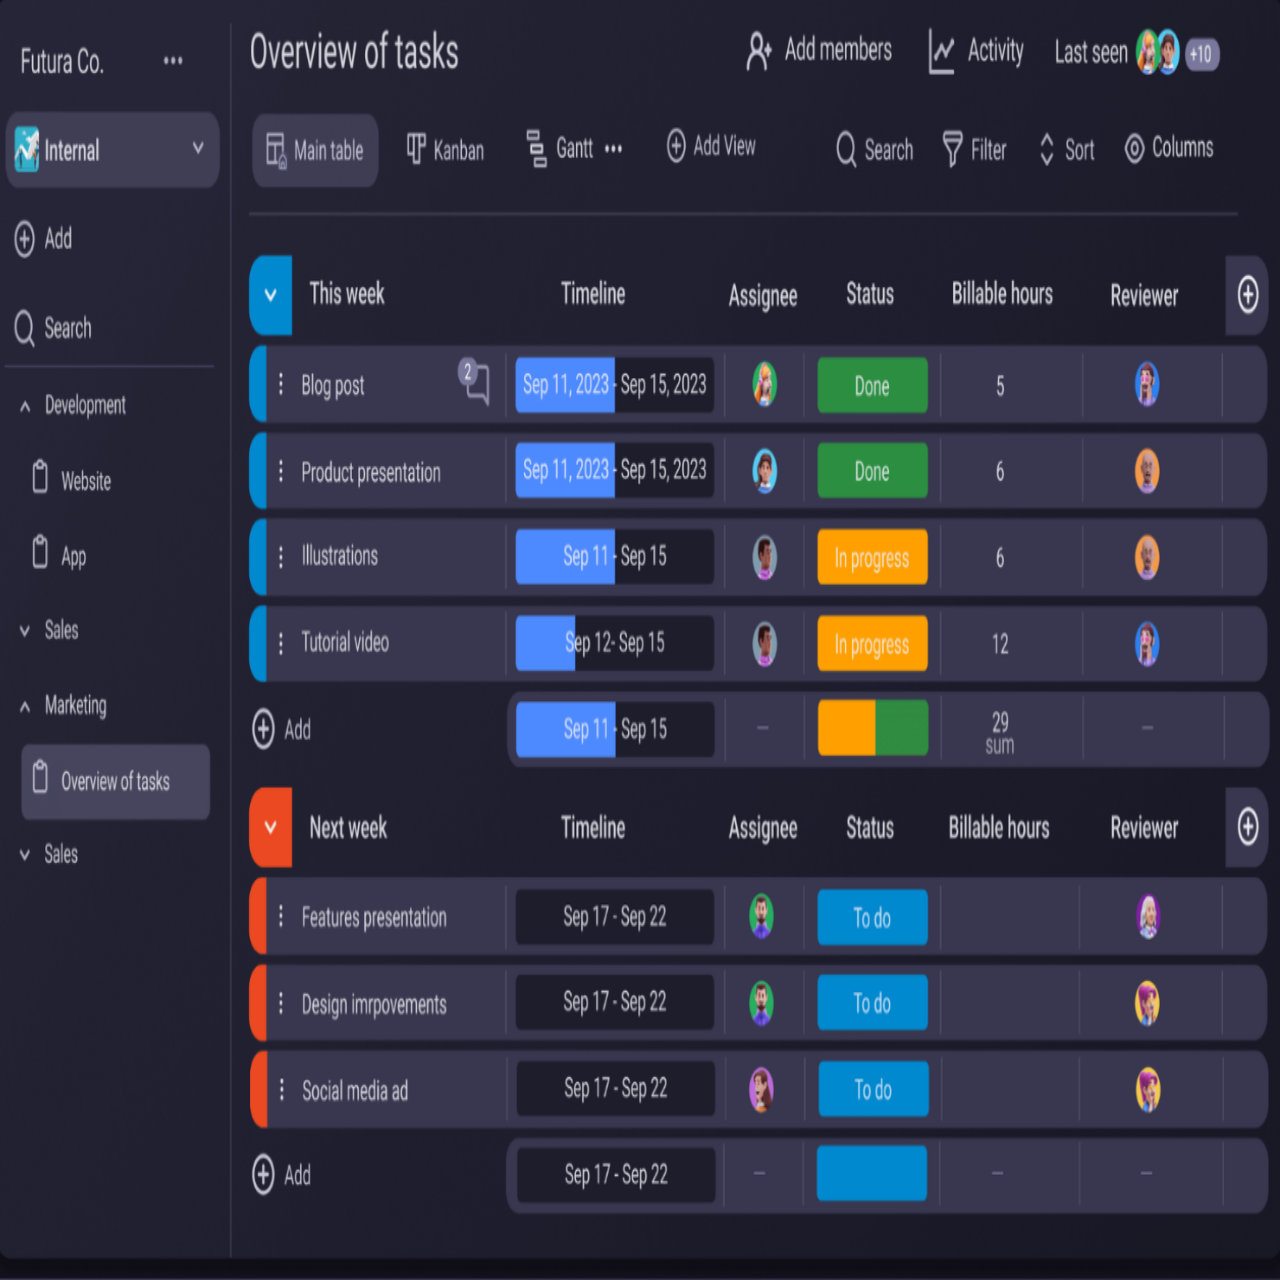 Futura Co.
Internal
Add
Search
Development
Website
App
Sales
Marketing
Overview of tasks
Sales
Overview of tasks
Add members
Activity
Last seen +10
Main table
Kanban
Gantt
Add View
Search
Filter
Sort
Columns
This week Timeline Assignee Status Billable hours Reviewer
Blog post 2 Sep 11, 2023 - Sep 15, 2023 Done 5
Product presentation Sep 11, 2023 - Sep 15, 2023 Done 6
Illustrations Sep 11 - Sep 15 In progress 6
Tutorial video Sep 12- Sep 15 In progress 12
Add Sep 11 - Sep 15 – 29 –
sum
Next week Timeline Assignee Status Billable hours Reviewer
Features presentation Sep 17 - Sep 22 To do
Design imrpovements Sep 17 - Sep 22 To do
Social media ad Sep 17 - Sep 22 To do
Add Sep 17 - Sep 22 – – –